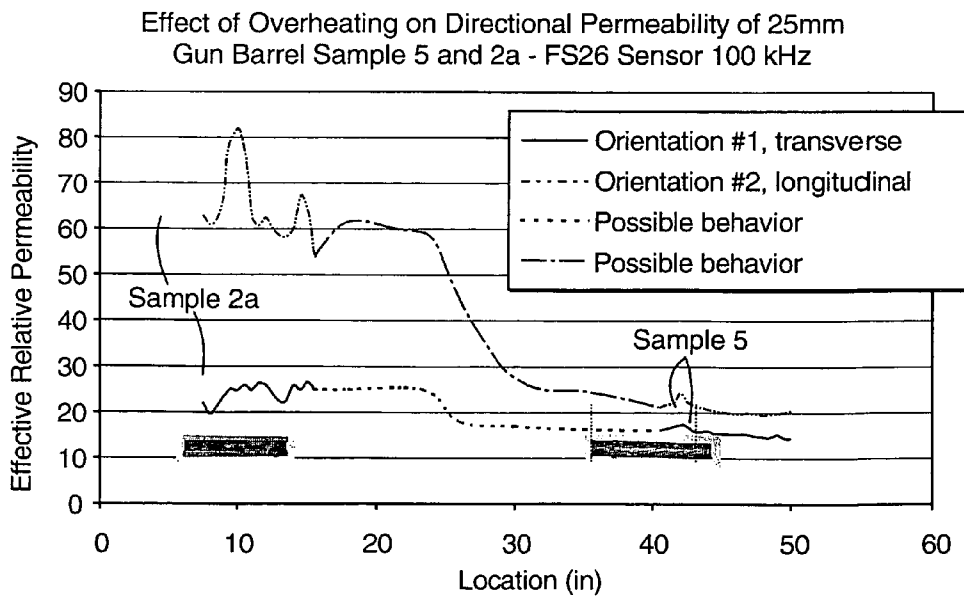 Effect of Overheating on Directional Permeability of 25mm
Gun Barrel Sample 5 and 2a - FS26 Sensor 100 kHz
Effective Relative Permeability
90
80
70
60
50
40
30
20
10
0
Orientation #1, transverse
Orientation #2, longitudinal
Possible behavior
Possible behavior
Sample 2a
Sample 5
0 10 20 30 40 50 60
Location (in)